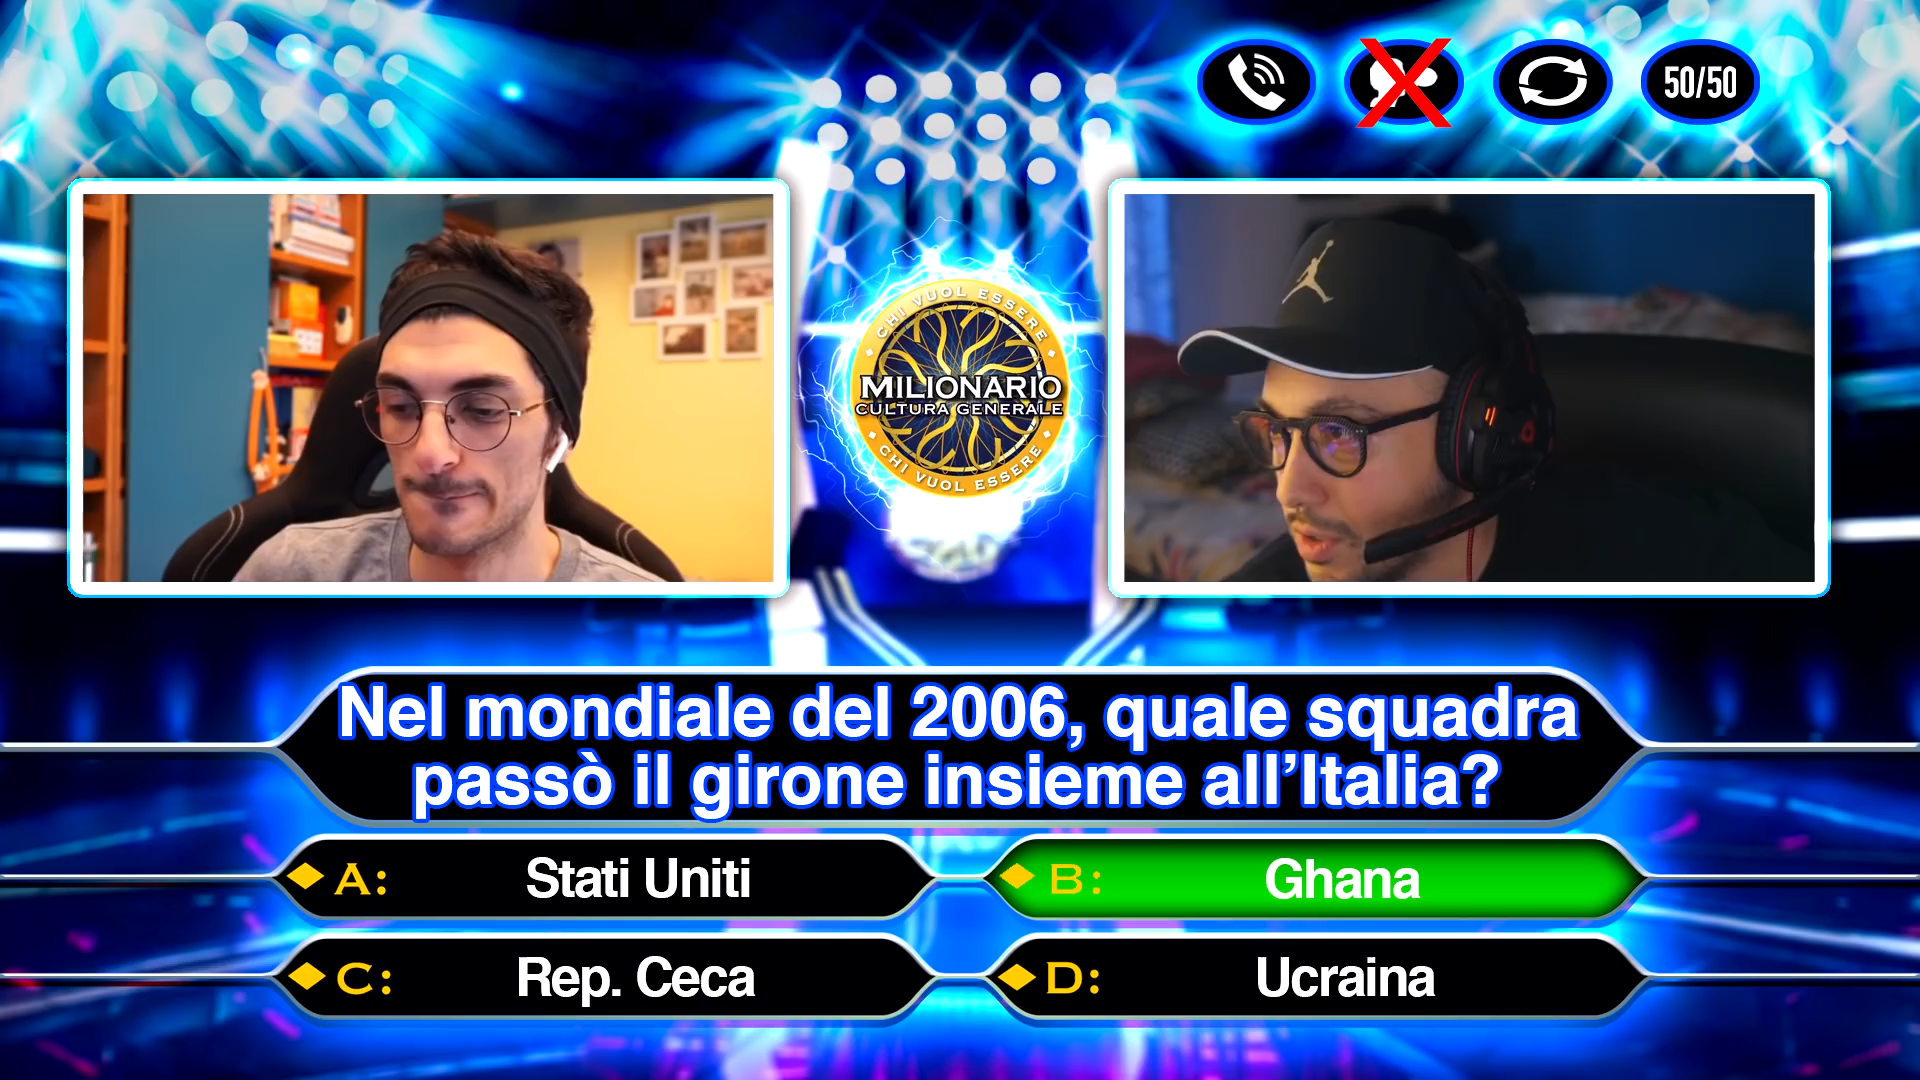 50/50
CHI VUOL ESSERE
MILIONARIO
CULTURA GENERALE
CHI VUOL ESSERE
Nel mondiale del 2006, quale squadra
passò il girone insieme all’Italia?
A: Stati Uniti
B: Ghana
C: Rep. Ceca
D: Ucraina